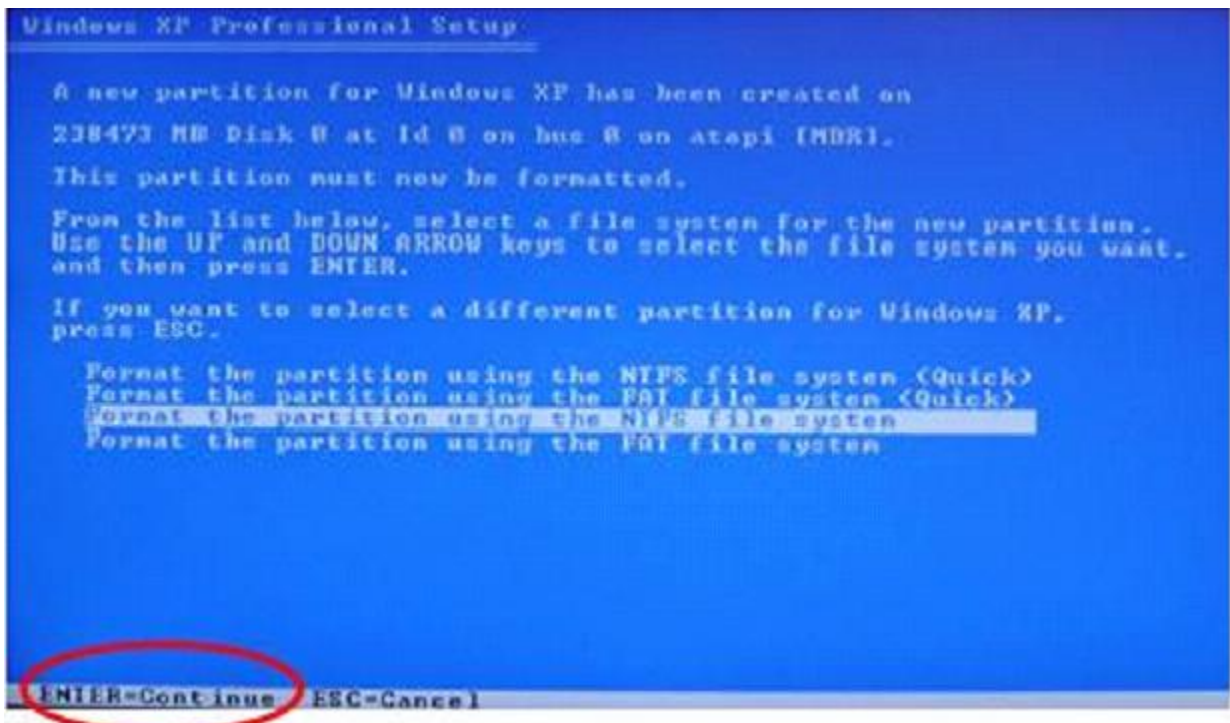 Windows XP Professional Setup
A new partition for Windows XP has been created on
238473 MB Disk 0 at Id 0 on bus 0 on atapi [MBR].
This partition must now be formatted.
From the list below, select a file system for the new partition.
Use the UP and DOWN ARROW keys to select the file system you want,
and then press ENTER.
If you want to select a different partition for Windows XP,
press ESC.
Format the partition using the NTFS file system <Quick>
Format the partition using the FAT file system <Quick>
Format the partition using the NTFS file system
Format the partition using the FAT file system
ENTER=Continue ESC=Cancel